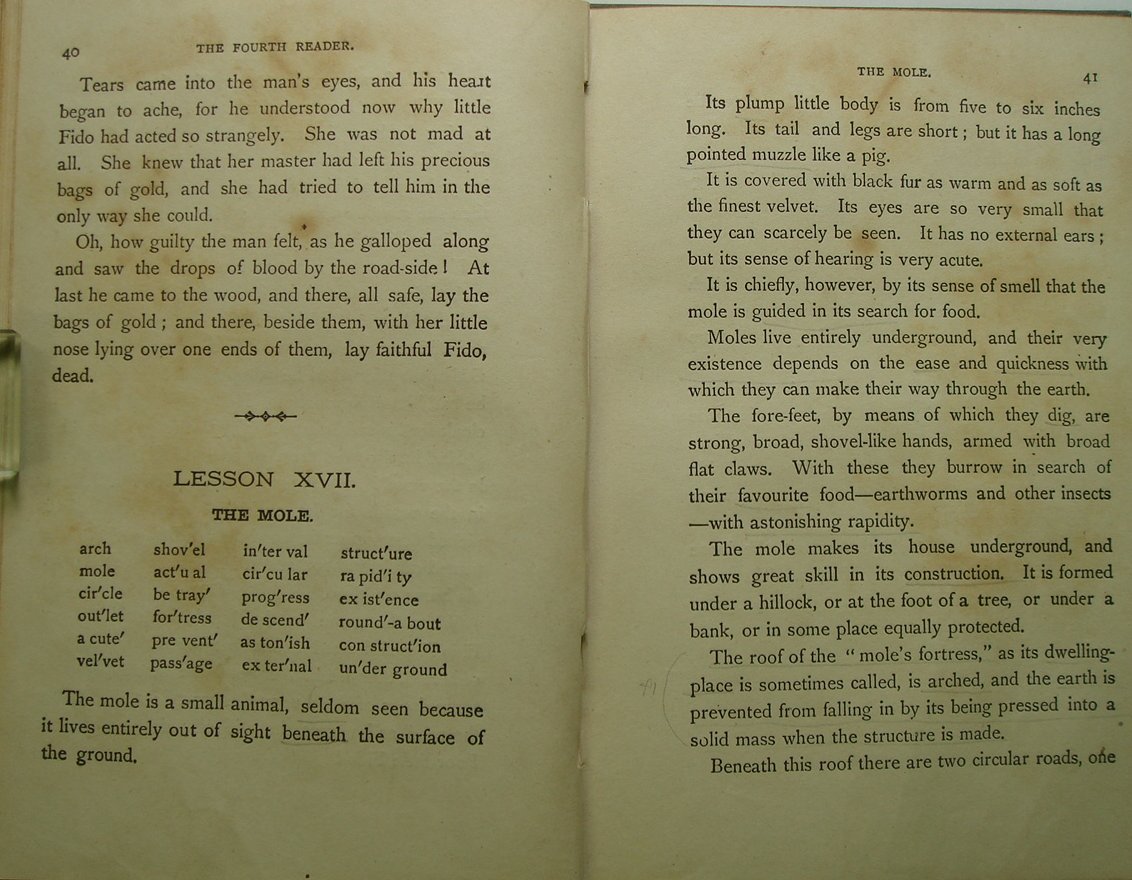 40
THE FOURTH READER.
Tears came into the man's eyes, and his heart
began to ache, for he understood now why little
Fido had acted so strangely. She was not mad at
all. She knew that her master had left his precious
bags of gold, and she had tried to tell him in the
only way she could.
Oh, how guilty the man felt, as he galloped along
and saw the drops of blood by the road-side! At
last he came to the wood, and there, all safe, lay the
bags of gold; and there, beside them, with her little
nose lying over one ends of them, lay faithful Fido,
dead.
LESSON XVII.
THE MOLE.
arch shov'el in'ter val struct'ure
mole act'u al cir'cu lar ra pid'i ty
cir'cle be tray' prog'ress ex ist'ence
out'let for'tress de scend' round'-a bout
a cute' pre vent' as ton'ish con struct'ion
vel'vet pass'age ex ter'nal un'der ground
The mole is a small animal, seldom seen because
it lives entirely out of sight beneath the surface of
the ground.
THE MOLE.
41
Its plump little body is from five to six inches
long. Its tail and legs are short; but it has a long
pointed muzzle like a pig.
It is covered with black fur as warm and as soft as
the finest velvet. Its eyes are so very small that
they can scarcely be seen. It has no external ears;
but its sense of hearing is very acute.
It is chiefly, however, by its sense of smell that the
mole is guided in its search for food.
Moles live entirely underground, and their very
existence depends on the ease and quickness with
which they can make their way through the earth.
The fore-feet, by means of which they dig, are
strong, broad, shovel-like hands, armed with broad
flat claws. With these they burrow in search of
their favourite food—earthworms and other insects
—with astonishing rapidity.
The mole makes its house underground, and
shows great skill in its construction. It is formed
under a hillock, or at the foot of a tree, or under a
bank, or in some place equally protected.
The roof of the "mole's fortress," as its dwelling-
place is sometimes called, is arched, and the earth is
prevented from falling in by its being pressed into a
solid mass when the structure is made.
Beneath this roof there are two circular roads, one